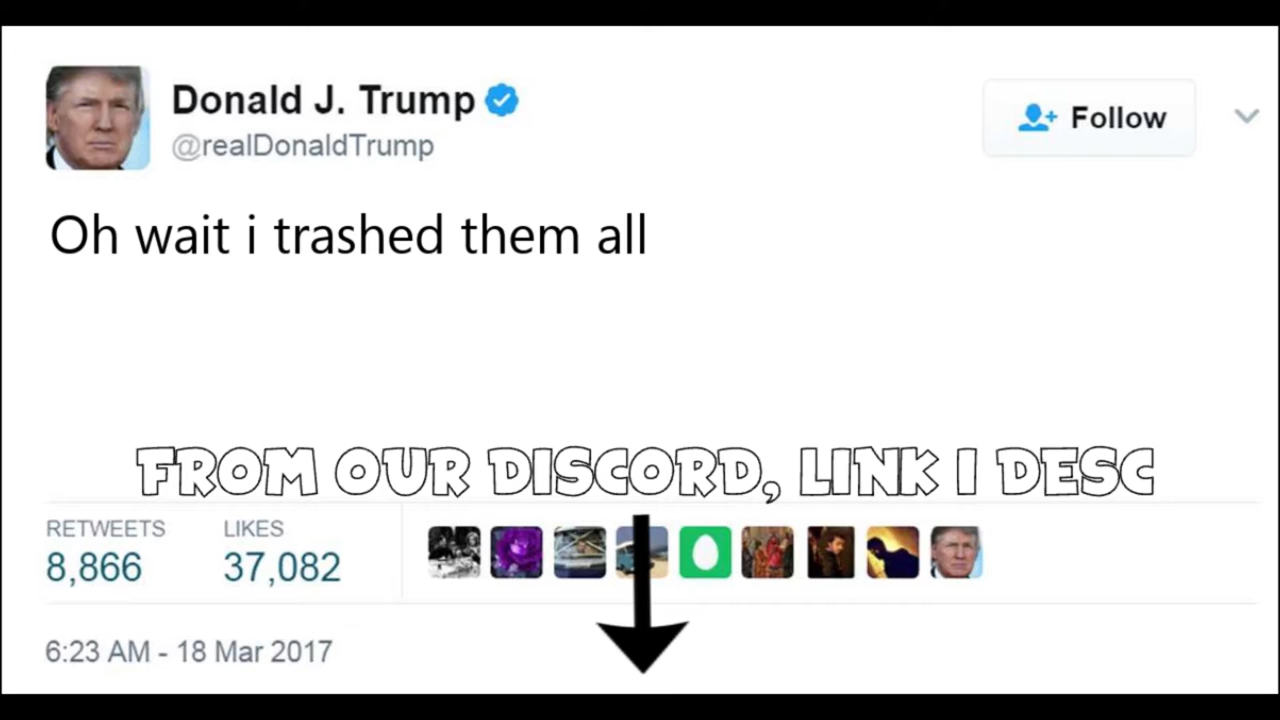 Donald J. Trump
@realDonaldTrump
Follow
Oh wait i trashed them all
FROM OUR DISCORD, LINK I DESC
RETWEETS LIKES
8,866 37,082
6:23 AM - 18 Mar 2017